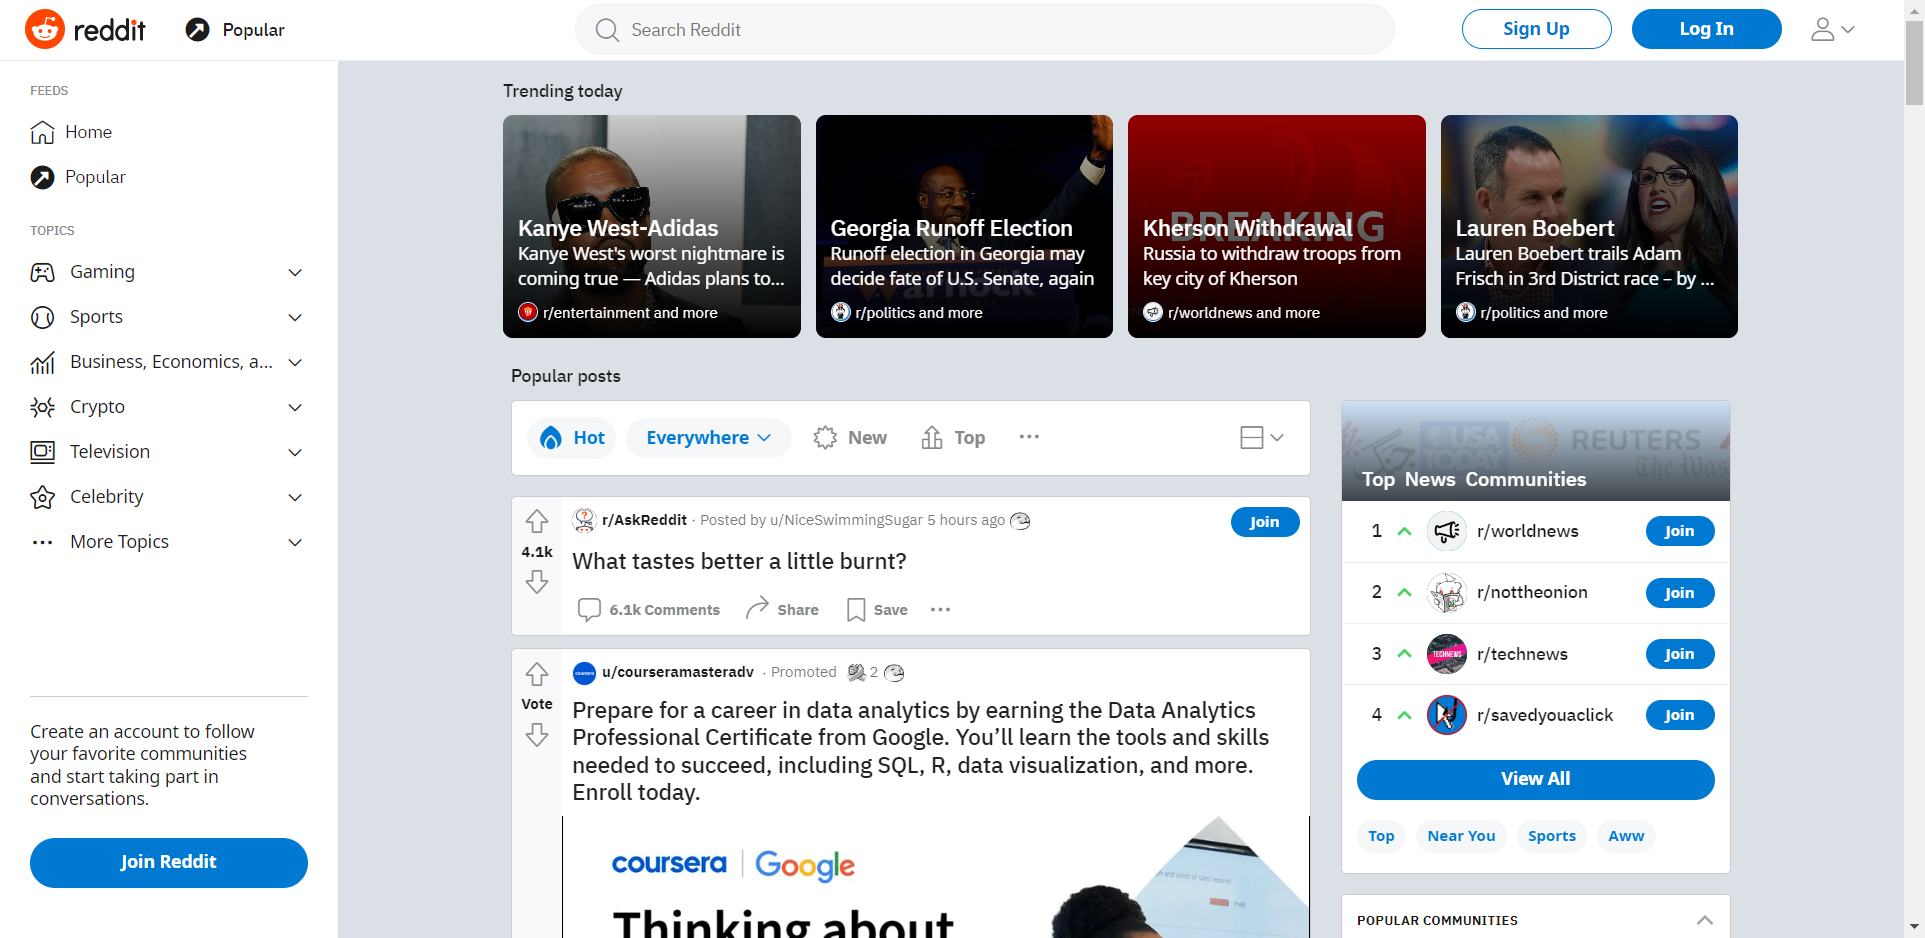 reddit
Popular
Search Reddit
Sign Up
Log In
FEEDS
Home
Popular
TOPICS
Gaming
Sports
Business, Economics, a...
Crypto
Television
Celebrity
More Topics
Create an account to follow
your favorite communities
and start taking part in
conversations.
Join Reddit
Trending today
Kanye West-Adidas
Kanye West's worst nightmare is
coming true — Adidas plans to...
r/entertainment and more
Georgia Runoff Election
Runoff election in Georgia may
decide fate of U.S. Senate, again
Warnock
r/politics and more
BREAKING
Kherson Withdrawal
Russia to withdraw troops from
key city of Kherson
r/worldnews and more
Lauren Boebert
Lauren Boebert trails Adam
Frisch in 3rd District race – by ...
r/politics and more
Popular posts
Hot
Everywhere
New
Top
r/AskReddit · Posted by u/NiceSwimmingSugar 5 hours ago
Join
4.1k
What tastes better a little burnt?
6.1k Comments
Share
Save
u/courseramasteradv · Promoted 2
Vote
Prepare for a career in data analytics by earning the Data Analytics
Professional Certificate from Google. You’ll learn the tools and skills
needed to succeed, including SQL, R, data visualization, and more.
Enroll today.
coursera | Google
Thinking about
USA TODAY
REUTERS
The Was
Top News Communities
1 r/worldnews Join
2 r/nottheonion Join
3 TECHNEWS r/technews Join
4 r/savedyouaclick Join
View All
Top
Near You
Sports
Aww
POPULAR COMMUNITIES